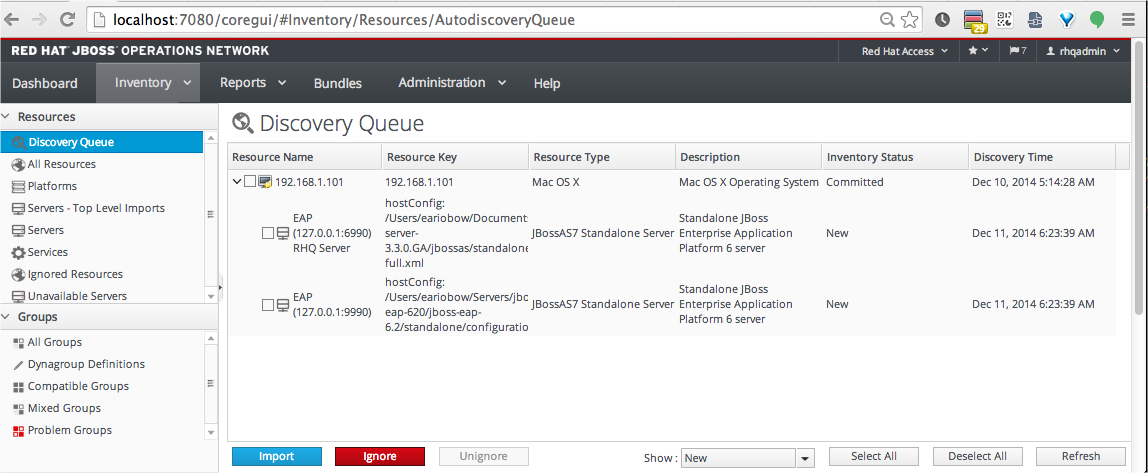 localhost:7080/coregui/#Inventory/Resources/AutodiscoveryQueue
29
RED HAT JBOSS OPERATIONS NETWORK
Red Hat Access
7
rhqadmin
Dashboard
Inventory
Reports
Bundles
Administration
Help
Resources
Discovery Queue
All Resources
Platforms
Servers - Top Level Imports
Servers
Services
Ignored Resources
Unavailable Servers
Groups
All Groups
Dynagroup Definitions
Compatible Groups
Mixed Groups
Problem Groups
Discovery Queue
Resource Name Resource Key Resource Type Description Inventory Status Discovery Time
192.168.1.101 192.168.1.101 Mac OS X Mac OS X Operating System Committed Dec 10, 2014 5:14:28 AM
EAP
(127.0.0.1:6990)
RHQ Server
hostConfig:
/Users/eariobow/Document
server-
3.3.0.GA/jbossas/standalone
full.xml
JBossAS7 Standalone Server
Standalone JBoss
Enterprise Application
Platform 6 server
New
Dec 11, 2014 6:23:39 AM
EAP
(127.0.0.1:9990)
hostConfig:
/Users/eariobow/Servers/jbo
eap-620/jboss-eap-
6.2/standalone/configuratio
JBossAS7 Standalone Server
Standalone JBoss
Enterprise Application
Platform 6 server
New
Dec 11, 2014 6:23:39 AM
Import
Ignore
Unignore
Show : New
Select All
Deselect All
Refresh